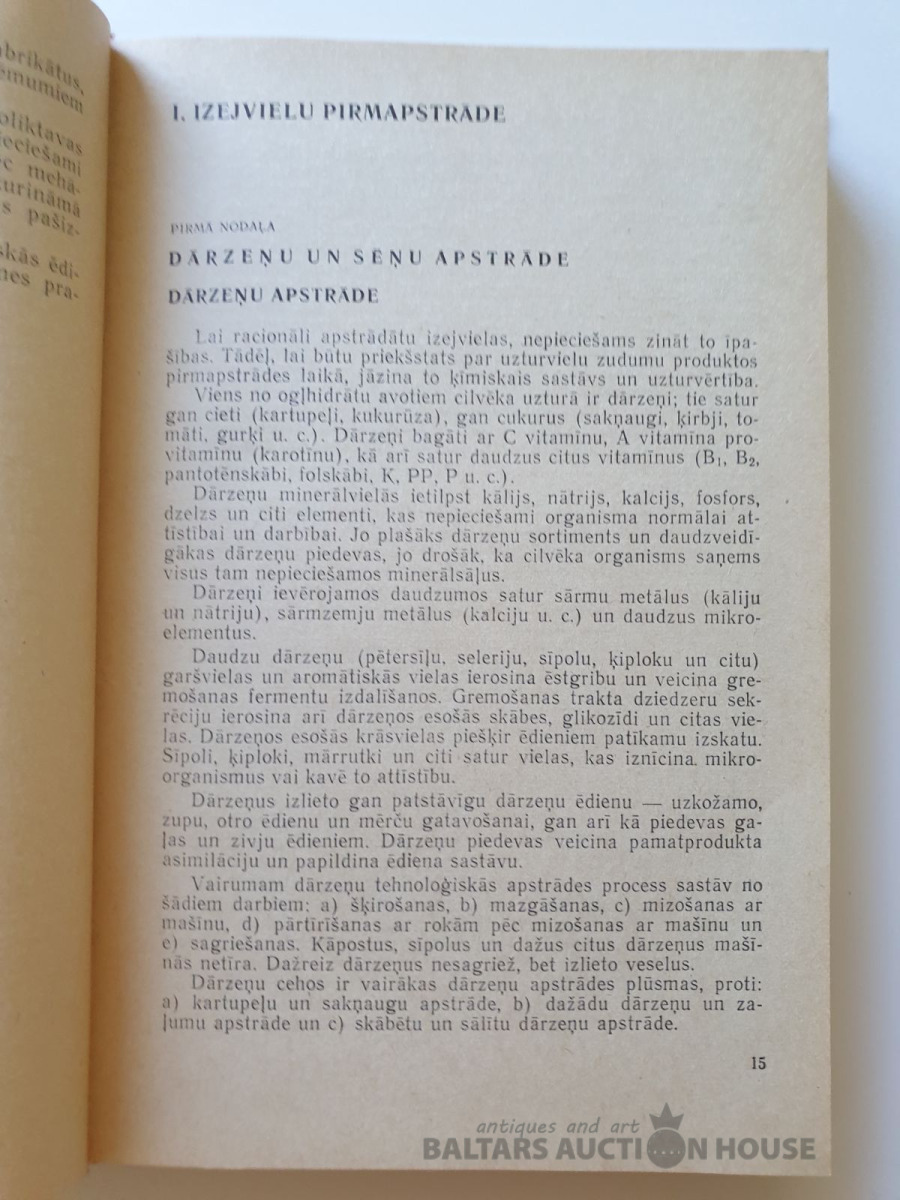 abrīkātus,
ēmumiem
oliktavas
ieciešami
c mehā-
kurināmā
s pašiz-
skās ēdi-
nes pra-
I. IZEJVIELU PIRMAPSTRĀDE
PIRMĀ NODAĻA
DĀRZEŅU UN SĒŅU APSTRĀDE
DĀRZEŅU APSTRĀDE
Lai racionāli apstrādātu izejvielas, nepieciešams zināt to īpa-
šības. Tādēļ, lai būtu priekšstats par uzturvielu zudumu produktos
pirmapstrādes laikā, jāzina to ķīmiskais sastāvs un uzturvērtība.
Viens no ogļhidrātu avotiem cilvēka uzturā ir dārzeņi; tie satur
gan cieti (kartupeļi, kukurūza), gan cukurus (sakņaugi, ķirbji, to-
māti, gurķi u. c.). Dārzeņi bagāti ar C vitamīnu, A vitamīna pro-
vitamīnu (karotīnu), kā arī satur daudzus citus vitamīnus (B₁, B₂,
pantotēnskābi, folskābi, K, PP, P u. c.).
Dārzeņu minerālvielās ietilpst kālijs, nātrijs, kalcijs, fosfors,
dzelzs un citi elementi, kas nepieciešami organisma normālai at-
tīstībai un darbībai. Jo plašāks dārzeņu sortiments un daudzveidī-
gākas dārzeņu piedevas, jo drošāk, ka cilvēka organisms saņems
visus tam nepieciešamos minerālsāļus.
Dārzeņi ievērojamos daudzumos satur sārmu metālus (kāliju
un nātriju), sārmzemju metālus (kalciju u. c.) un daudzus mikro-
elementus.
Daudzu dārzeņu (pētersīļu, seleriju, sīpolu, ķiploku un citu)
garšvielas un aromātiskās vielas ierosina ēstgribu un veicina gre-
mošanas fermentu izdalīšanos. Gremošanas trakta dziedzeru sek-
rēciju ierosina arī dārzeņos esošās skābes, glikozīdi un citas vie-
las. Dārzeņos esošās krāsvielas piešķir ēdieniem patīkamu izskatu.
Sīpoli, ķiploki, mārrutki un citi satur vielas, kas iznīcina mikro-
organismus vai kavē to attīstību.
Dārzeņus izlieto gan patstāvīgu dārzeņu ēdienu — uzkožamo,
zupu, otro ēdienu un mērču gatavošanai, gan arī kā piedevas ga-
ļas un zivju ēdieniem. Dārzeņu piedevas veicina pamatprodukta
asimilāciju un papildina ēdiena sastāvu.
Vairumam dārzeņu tehnoloģiskās apstrādes process sastāv no
šādiem darbiem: a) šķirošanas, b) mazgāšanas, c) mizošanas ar
mašīnu, d) pārtīrīšanas ar rokām pēc mizošanas ar mašīnu un
e) sagriešanas. Kāpostus, sīpolus un dažus citus dārzeņus mašī-
nās netīra. Dažreiz dārzeņus nesagriež, bet izlieto veselus.
Dārzeņu cehos ir vairākas dārzeņu apstrādes plūsmas, proti:
a) kartupeļu un sakņaugu apstrāde, b) dažādu dārzeņu un za-
ļumu apstrāde un c) skābētu un sālītu dārzeņu apstrāde.
15
antiques and art
BALTARS AUCTION HOUSE